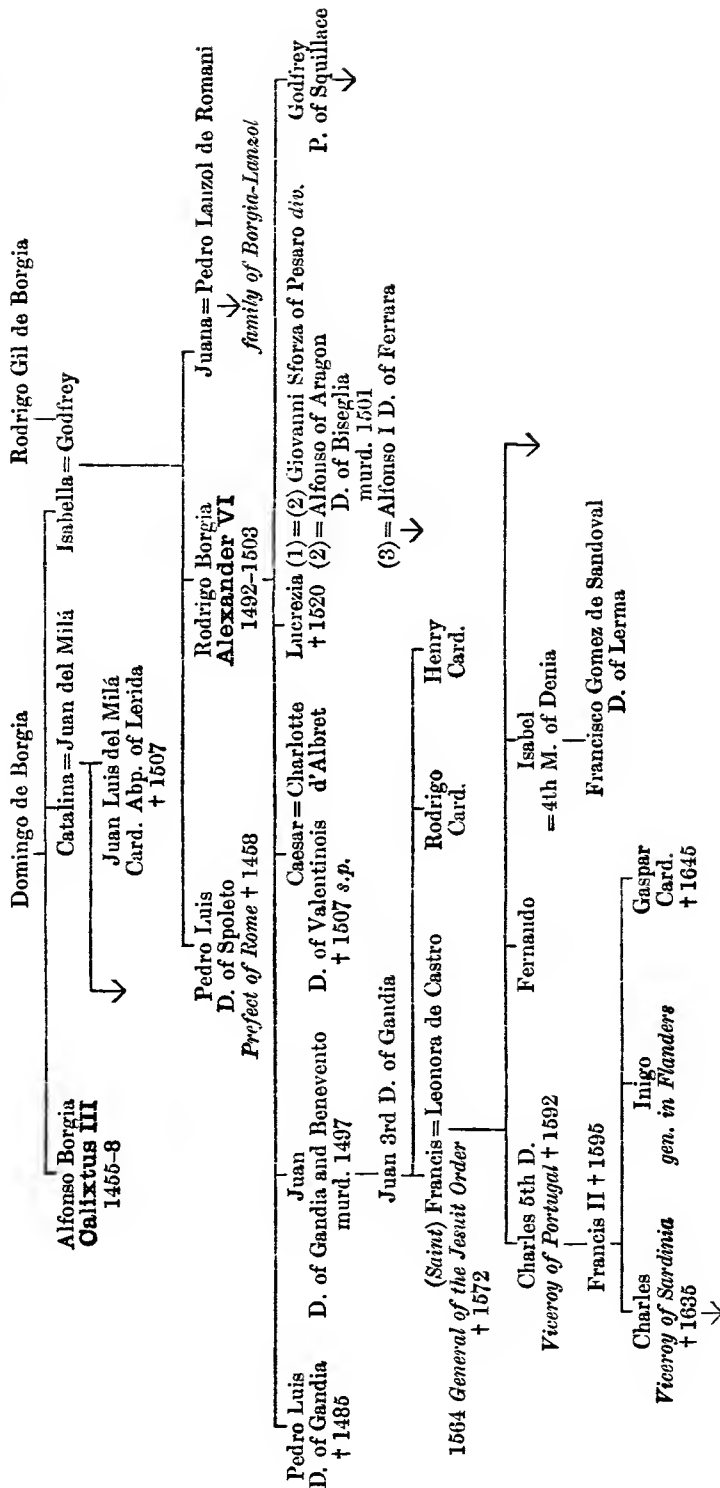 Domingo de Borgia
Rodrigo Gil de Borgia
Alfonso Borgia
Calixtus III
1455-8
Catalina = Juan del Milá
Isabella = Godfrey
Juan Luis del Milá
Card. Abp. of Lerida
† 1507
Pedro Luis
D. of Spoleto
Prefect of Rome † 1458
Rodrigo Borgia
Alexander VI
1492-1503
Juana = Pedro Lanzol de Romani
family of Borgia-Lanzol
Pedro Luis
D. of Gandia
† 1485
Juan
D. of Gandia and Benevento
murd. 1497
Caesar = Charlotte
D. of Valentinois d'Albret
† 1507 s.p.
Lucrezia (1) = (2) Giovanni Sforza of Pesaro div.
† 1520 (2) = Alfonso of Aragon
D. of Biseglia
murd. 1501
(3) = Alfonso I D. of Ferrara
Godfrey
P. of Squillace
Juan 3rd D. of Gandia
(Saint) Francis = Leonora de Castro
1564 General of the Jesuit Order
† 1572
Rodrigo
Card.
Henry
Card.
Charles 5th D.
Viceroy of Portugal † 1592
Fernando
Isabel
= 4th M. of Denia
Francis II † 1595
Francisco Gomez de Sandoval
D. of Lerma
Charles
Viceroy of Sardinia
† 1635
Inigo
gen. in Flanders
Gaspar
Card.
† 1645